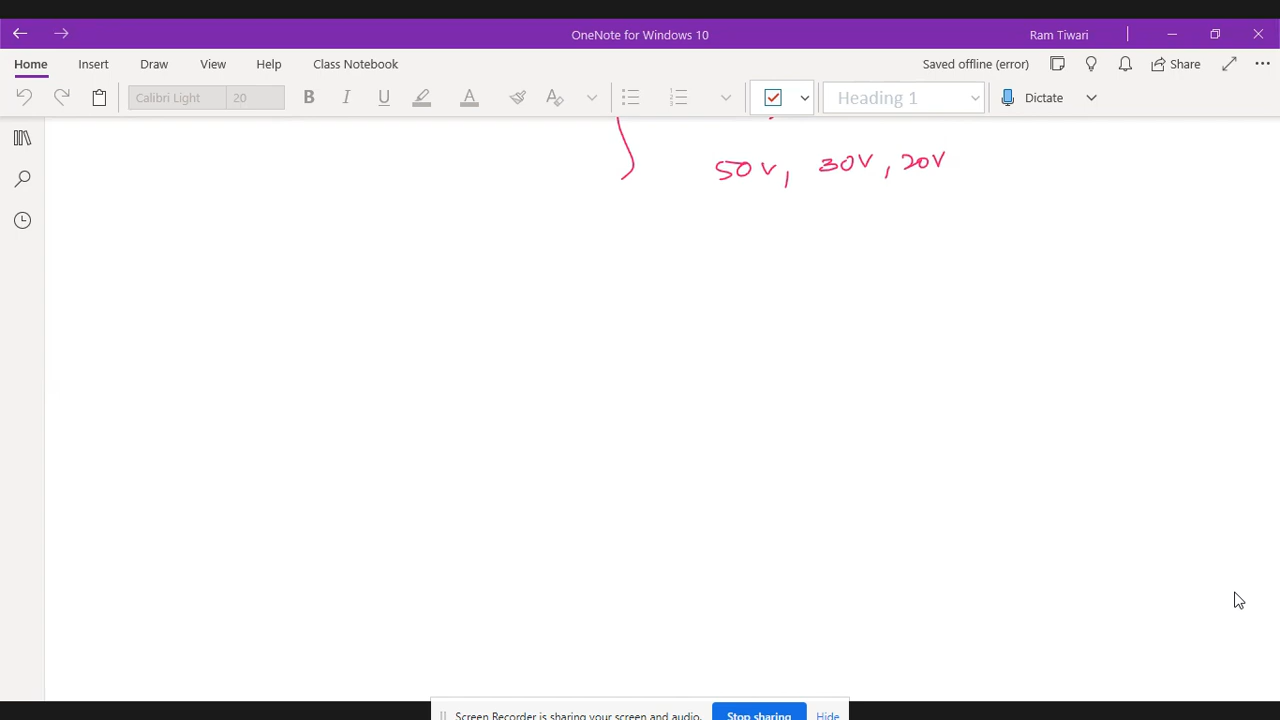 OneNote for Windows 10
Ram Tiwari
Home Insert Draw View Help Class Notebook
Saved offline (error)
Share
Calibri Light 20
B I U A
Heading 1
Dictate
50V, 30V, 20V
Screen Recorder is sharing your screen and audio. Stop sharing Hide